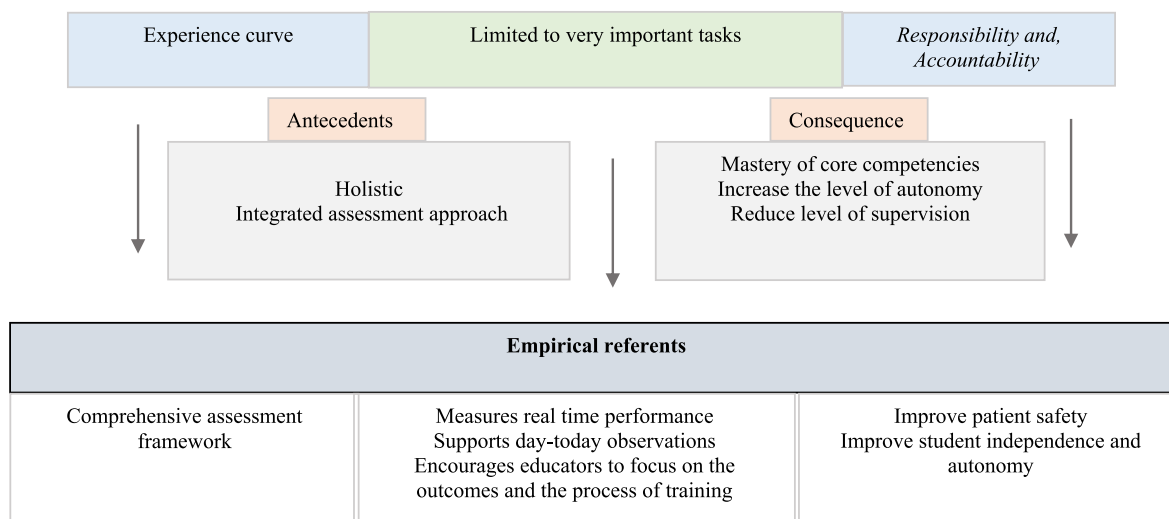 Experience curve
Limited to very important tasks
Responsibility and,
Accountability
Antecedents
Consequence
Holistic
Integrated assessment approach
Mastery of core competencies
Increase the level of autonomy
Reduce level of supervision
Empirical referents
Comprehensive assessment
framework
Measures real time performance
Supports day-today observations
Encourages educators to focus on the
outcomes and the process of training
Improve patient safety
Improve student independence and
autonomy